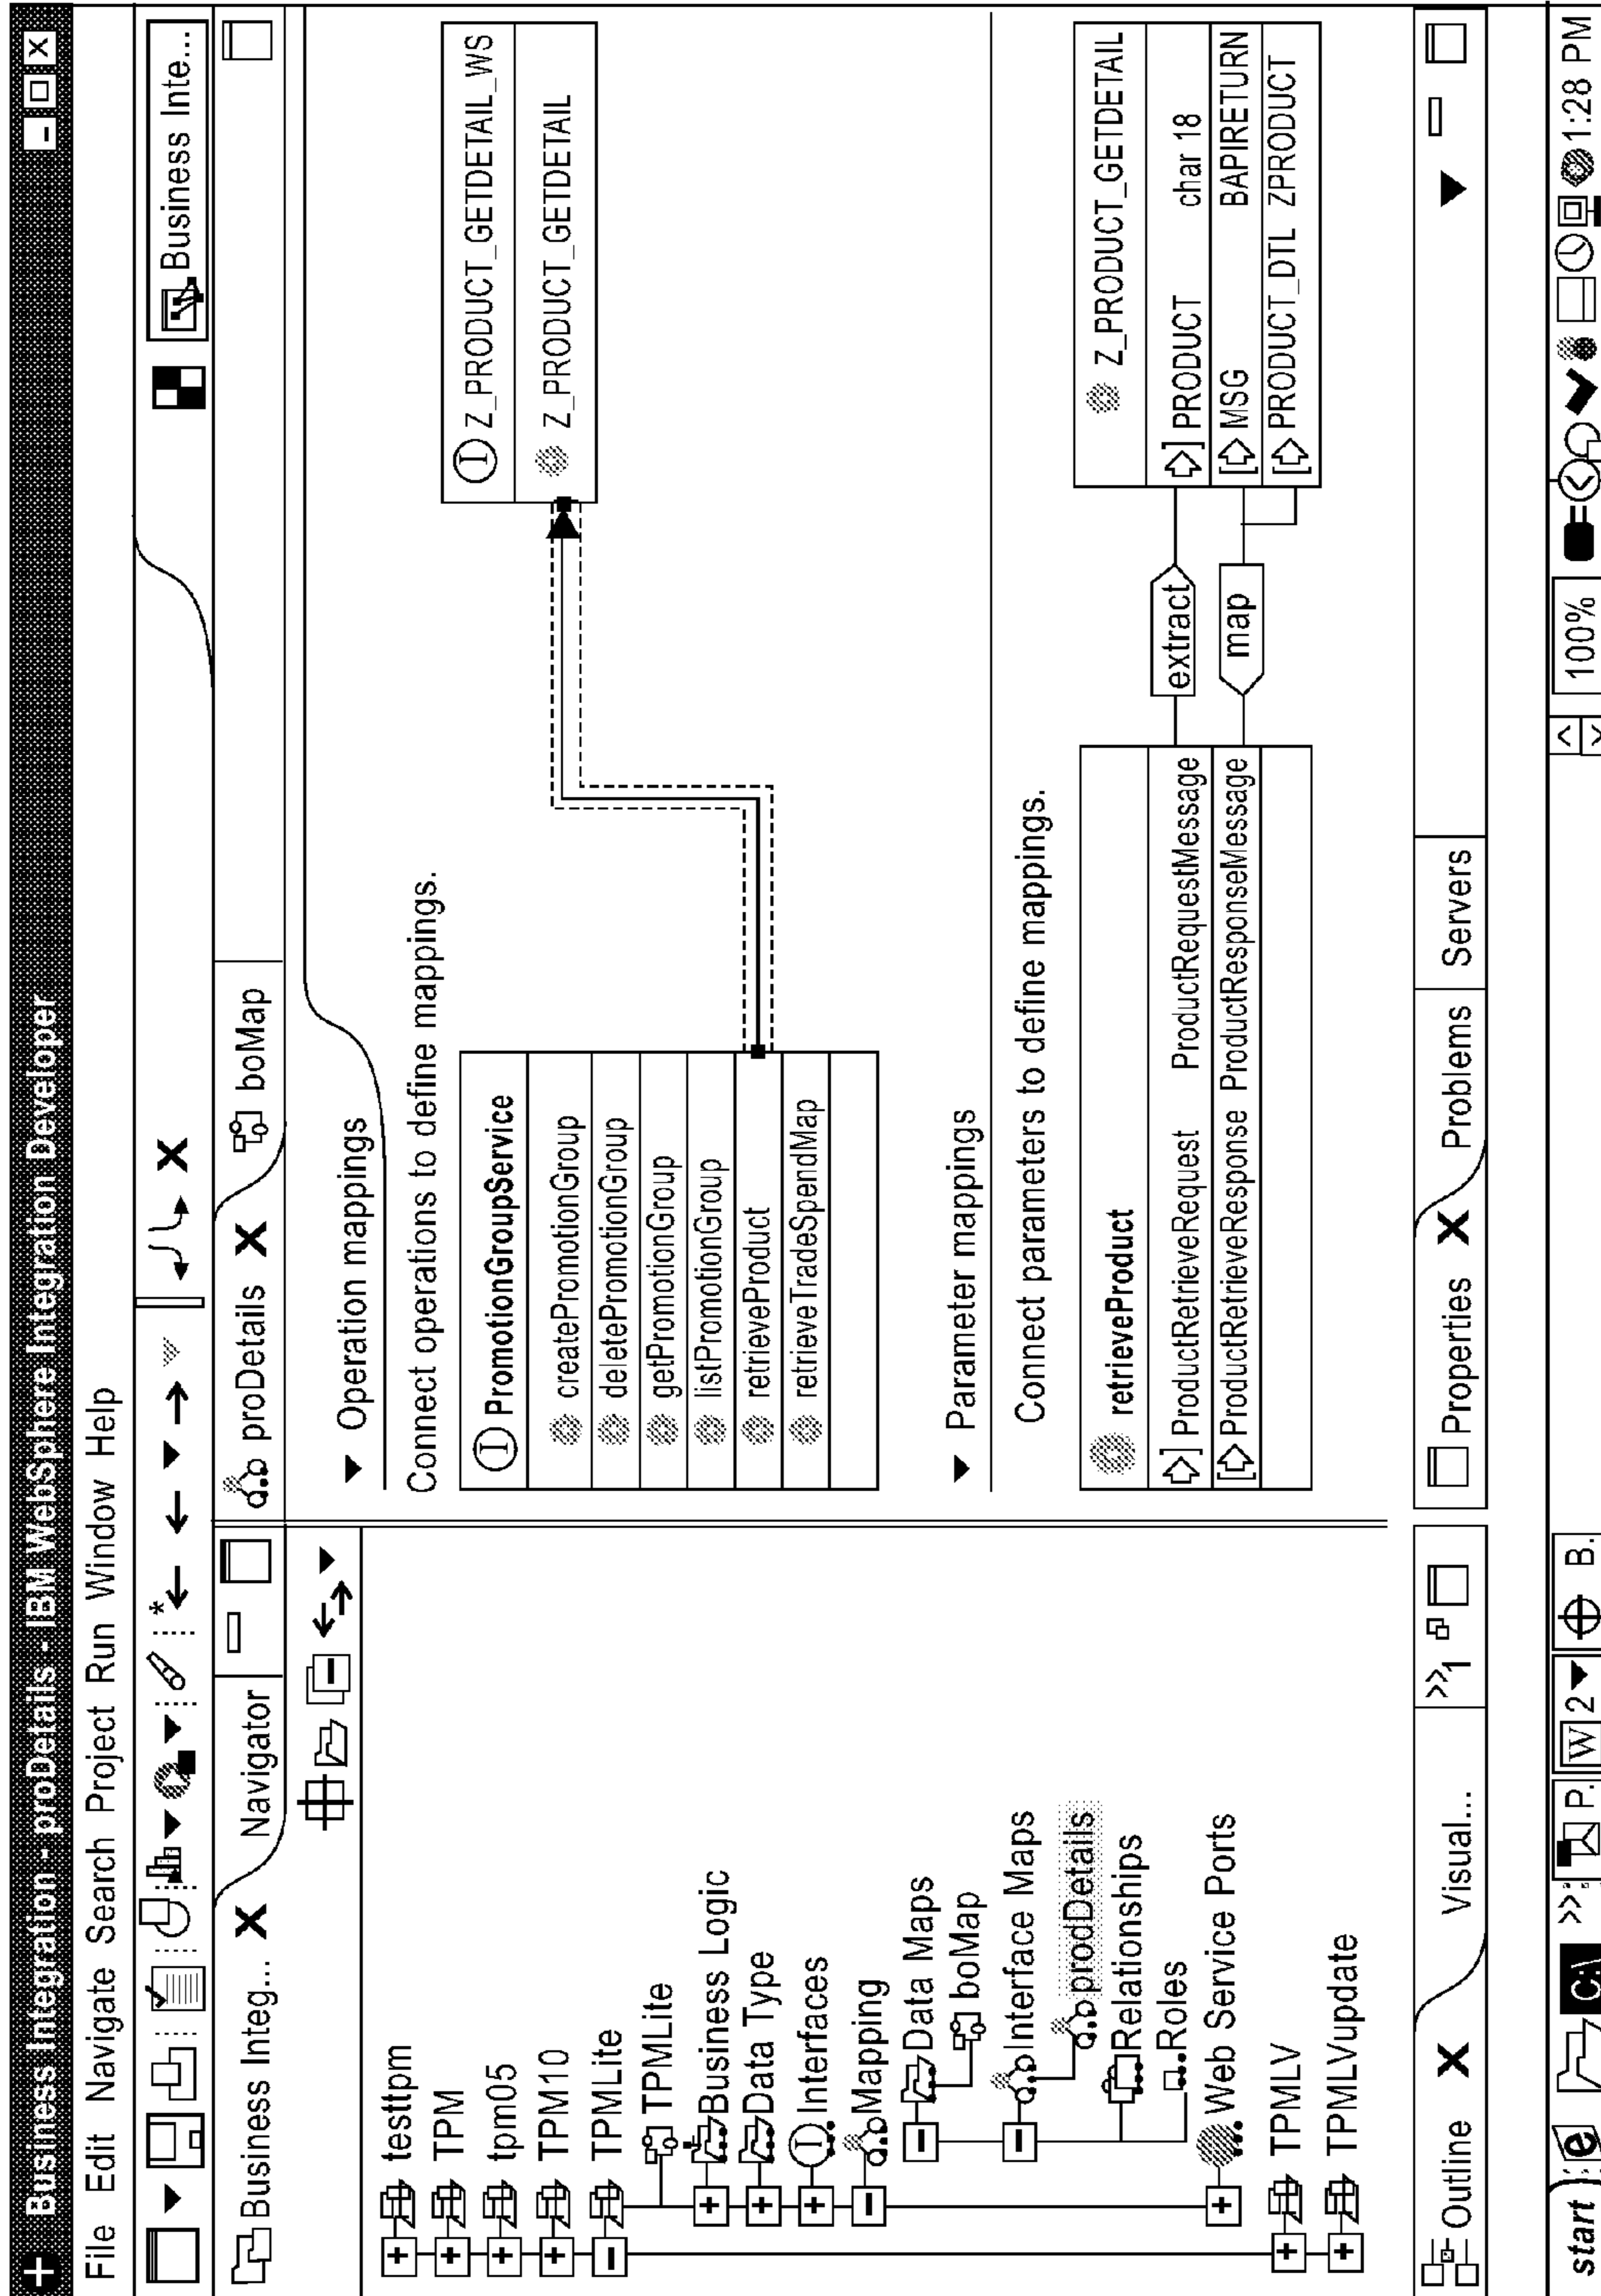 Business Integration - proDetails - IBM WebSphere Integration Developer
File Edit Navigate Search Project Run Window Help
Business Inte...
Business Integ... X Navigator
testtpm
TPM
tpm05
TPM10
TPMLite
TPMLite
Business Logic
Data Type
Interfaces
Mapping
Data Maps
boMap
Interface Maps
prodDetails
Relationships
Roles
Web Service Ports
TPMLV
TPMLVupdate
Outline X Visual... >>1
proDetails X boMap
Operation mappings
Connect operations to define mappings.
I PromotionGroupService
createPromotionGroup
deletePromotionGroup
getPromotionGroup
listPromotionGroup
retrieveProduct
retrieveTradeSpendMap
I Z_PRODUCT_GETDETAIL_WS
Z_PRODUCT_GETDETAIL
Parameter mappings
Connect parameters to define mappings.
retrieveProduct
ProductRetrieveRequest ProductRequestMessage
ProductRetrieveResponse ProductResponseMessage
extract
map
Z_PRODUCT_GETDETAIL
PRODUCT char 18
MSG BAPIRETURN
PRODUCT_DTL ZPRODUCT
Properties X Problems Servers
start e C:\ >> P. W 2 B. 100% 1:28 PM